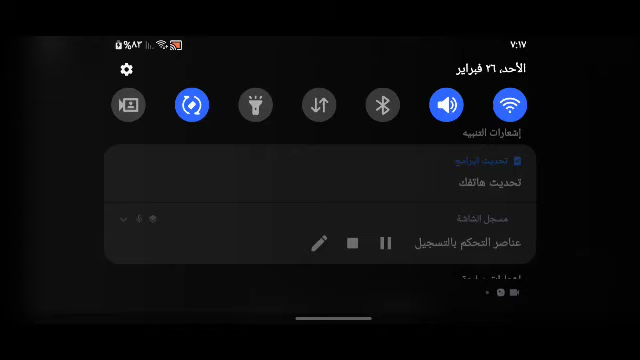 ٧:١٧ ٨٣%
الأحد، ٢٦ فبراير
إشعارات التنبيه
تحديث البرامج
تحديث هاتفك
مسجل الشاشة
عناصر التحكم بالتسجيل